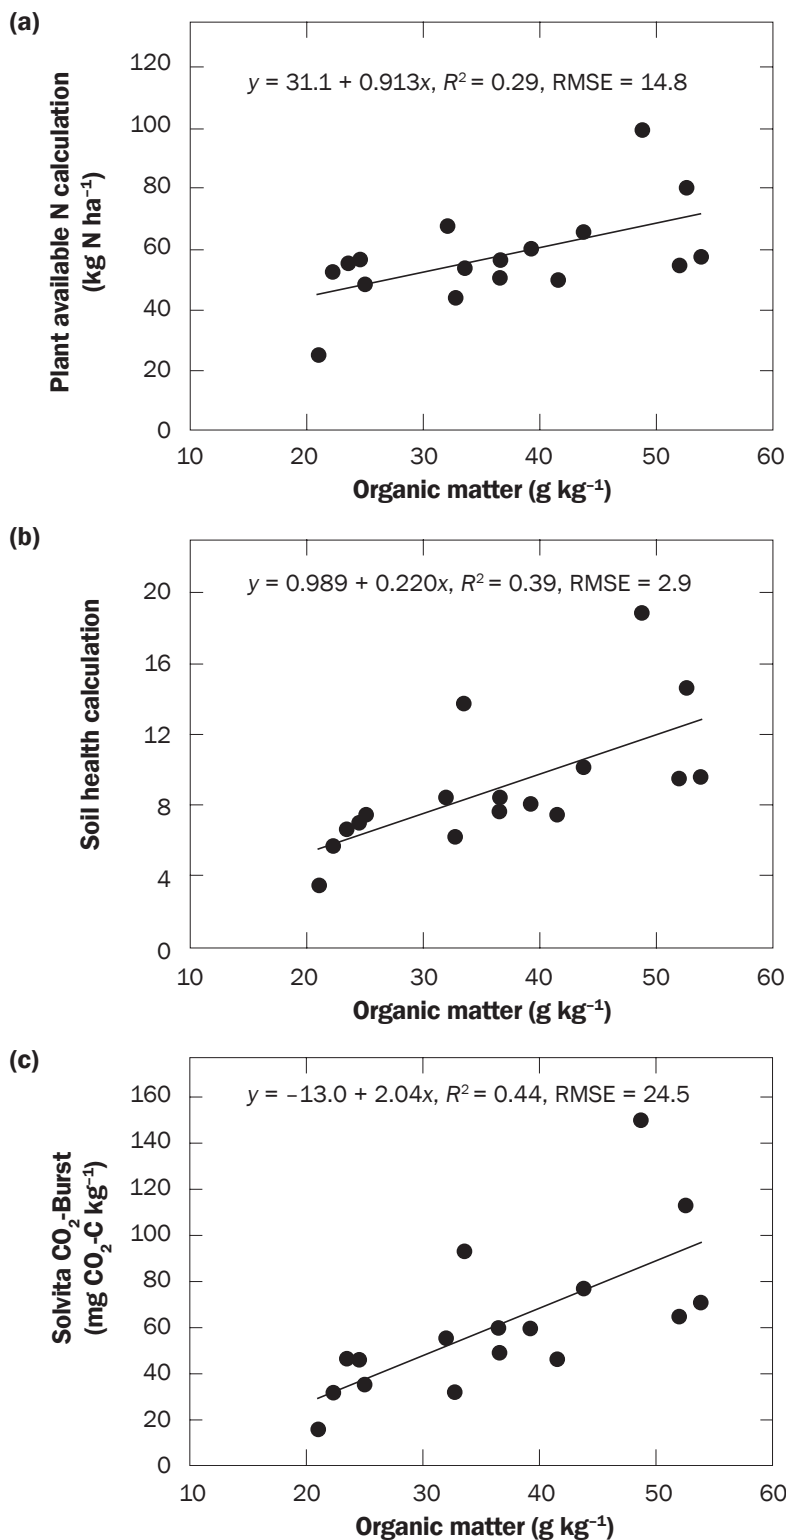 (a)
Plant available N calculation
(kg N ha⁻¹)
y = 31.1 + 0.913x, R² = 0.29, RMSE = 14.8
120
100
80
60
40
20
0
10 20 30 40 50 60
Organic matter (g kg⁻¹)
(b)
Soil health calculation
y = 0.989 + 0.220x, R² = 0.39, RMSE = 2.9
20
16
12
8
4
0
10 20 30 40 50 60
Organic matter (g kg⁻¹)
(c)
Solvita CO₂-Burst
(mg CO₂-C kg⁻¹)
y = –13.0 + 2.04x, R² = 0.44, RMSE = 24.5
160
140
120
100
80
60
40
20
0
10 20 30 40 50 60
Organic matter (g kg⁻¹)